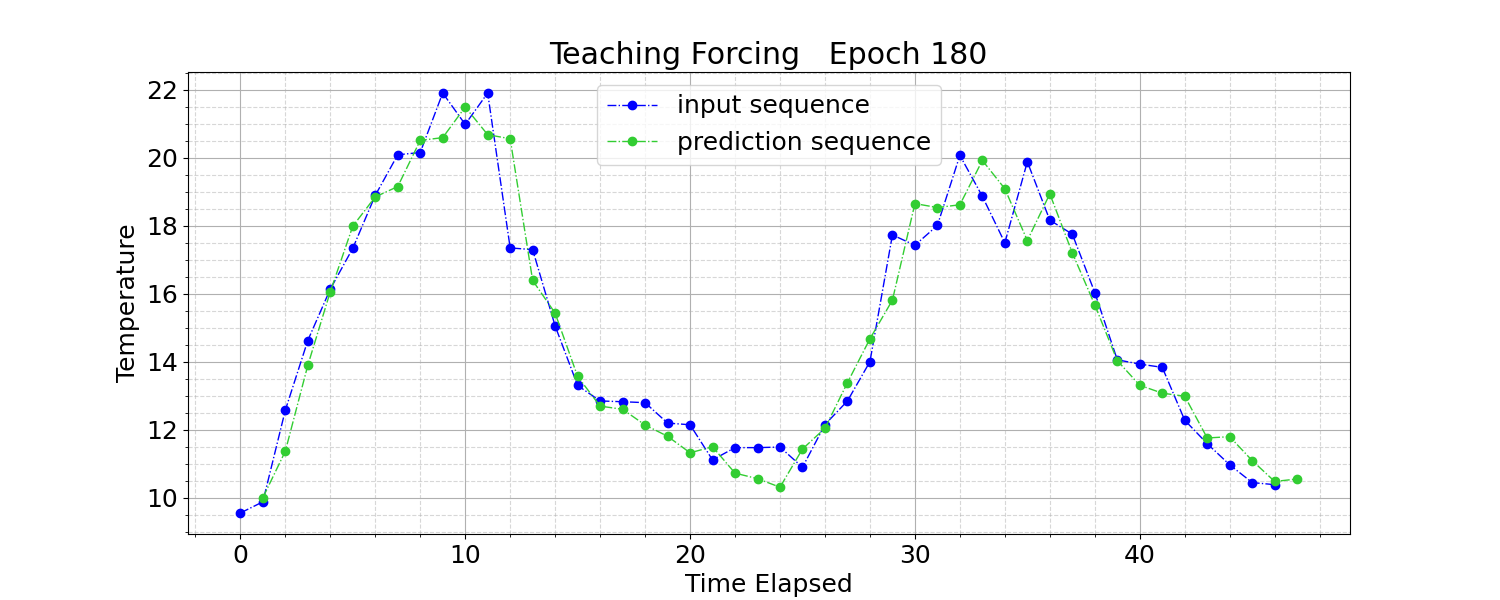 Teaching Forcing   Epoch 180
22
20
18
16
14
12
10
Temperature
input sequence
prediction sequence
0 10 20 30 40
Time Elapsed